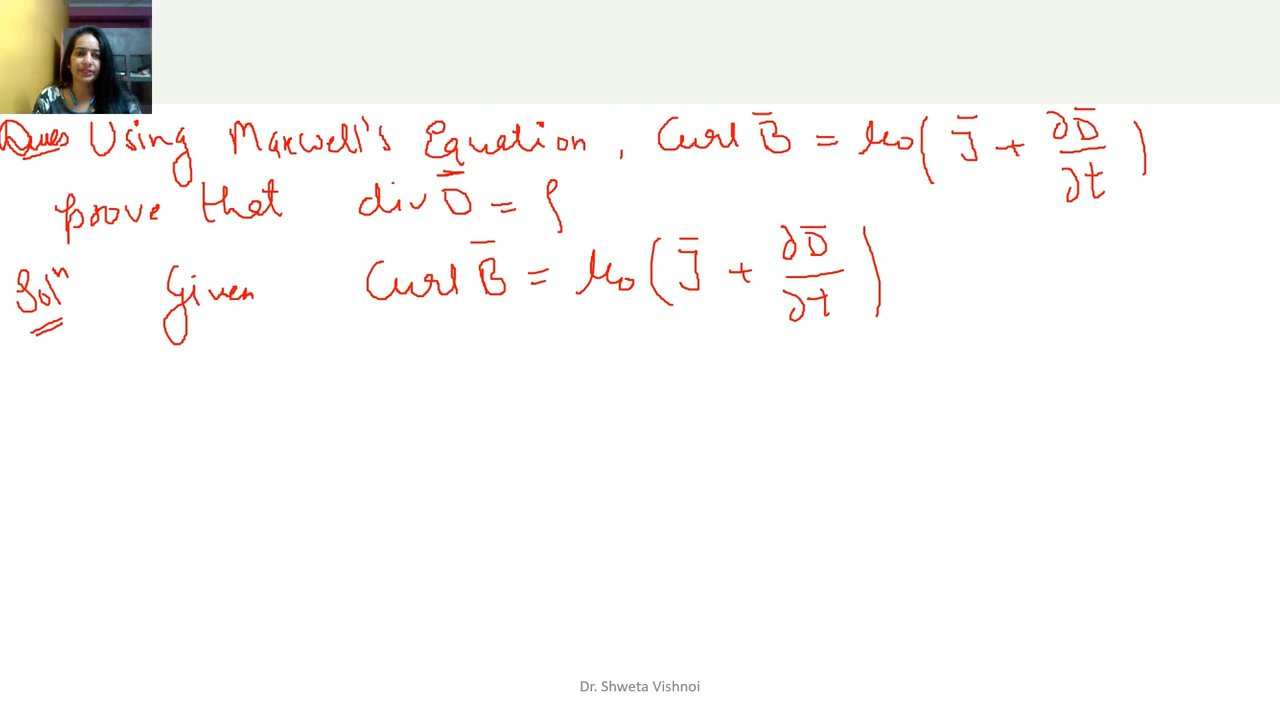 Ques Using Maxwell's Equation, Curl B̄ = μ₀( J̄ + ∂D̄/∂t )
prove that div D̄ = ρ
Solⁿ Given Curl B̄ = μ₀( J̄ + ∂D̄/∂t )
Dr. Shweta Vishnoi